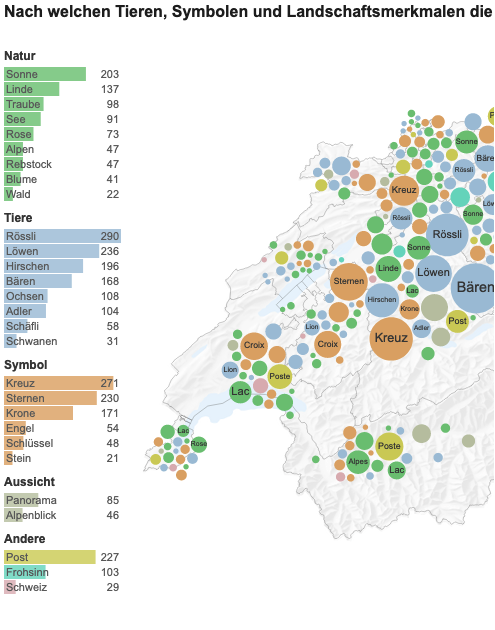 Nach welchen Tieren, Symbolen und Landschaftsmerkmalen die
Natur
Sonne 203
Linde 137
Traube 98
See 91
Rose 73
Alpen 47
Rebstock 47
Blume 41
Wald 22
Tiere
Rössli 290
Löwen 236
Hirschen 196
Bären 168
Ochsen 108
Adler 104
Schäfli 58
Schwanen 31
Symbol
Kreuz 271
Sternen 230
Krone 171
Engel 54
Schlüssel 48
Stein 21
Aussicht
Panorama 85
Alpenblick 46
Andere
Post 227
Frohsinn 103
Schweiz 29
Sonne
Rössli
Kreuz
Rössli
Sonne
Rössli
Sonne
Linde
Löwen
Sternen
Lac
Bären
Hirschen
Krone
Post
Lion
Adler
Kreuz
Croix
Croix
Lion
Poste
Lac
Lac
Rose
Poste
Alpes
Lac